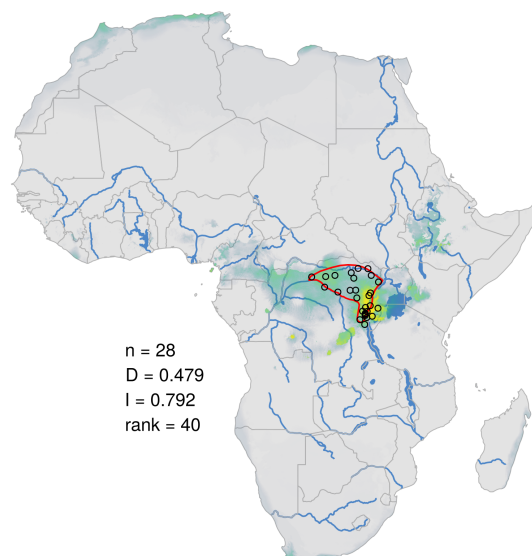 n = 28
D = 0.479
I = 0.792
rank = 40